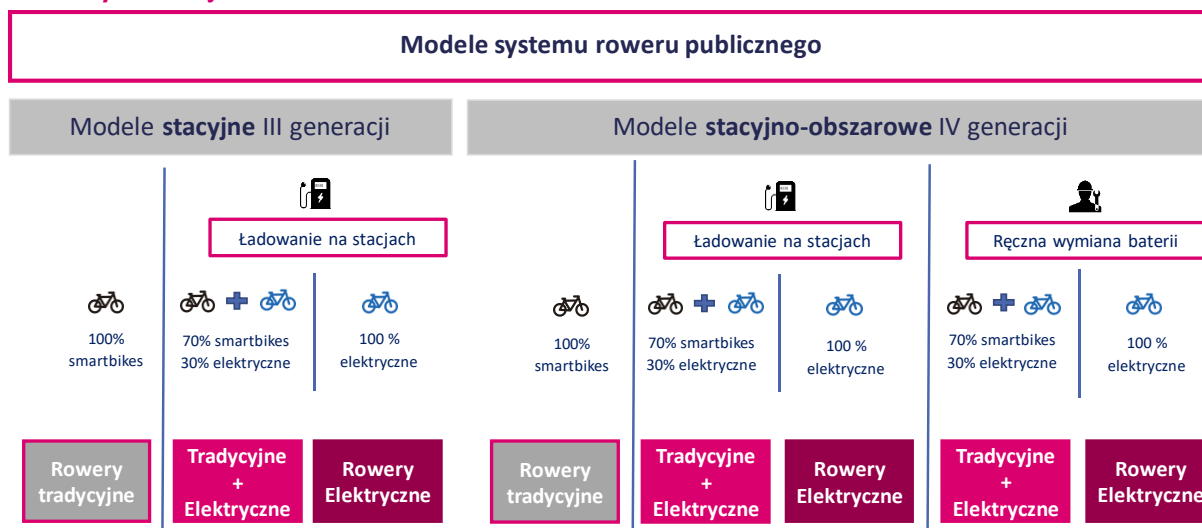 Modele systemu roweru publicznego
Modele stacyjne III generacji
Modele stacyjno-obszarowe IV generacji
Ładowanie na stacjach
Ładowanie na stacjach
Ręczna wymiana baterii
100%
smartbikes
70% smartbikes
30% elektryczne
100 %
elektryczne
100%
smartbikes
70% smartbikes
30% elektryczne
100 %
elektryczne
70% smartbikes
30% elektryczne
100 %
elektryczne
Rowery
tradycyjne
Tradycyjne
+
Elektryczne
Rowery
Elektryczne
Rowery
tradycyjne
Tradycyjne
+
Elektryczne
Rowery
Elektryczne
Tradycyjne
+
Elektryczne
Rowery
Elektryczne